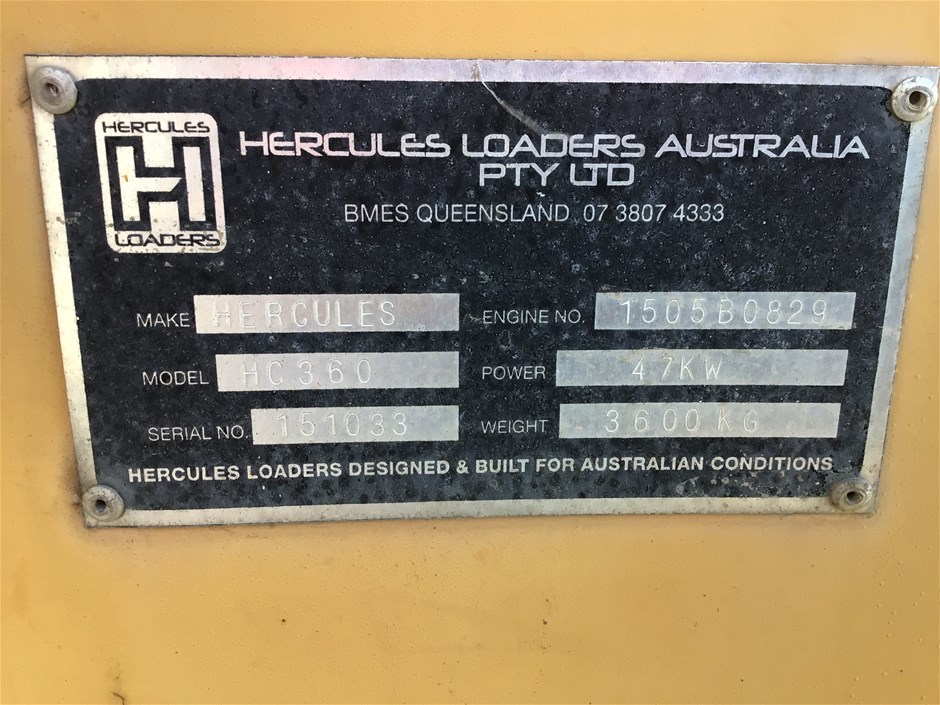 HERCULES
H
LOADERS
HERCULES LOADERS AUSTRALIA
PTY LTD
BMES QUEENSLAND 07 3807 4333
MAKE HERCULES
ENGINE NO. 1505B0829
MODEL HC360
POWER 47KW
SERIAL NO. 151033
WEIGHT 3600KG
HERCULES LOADERS DESIGNED & BUILT FOR AUSTRALIAN CONDITIONS